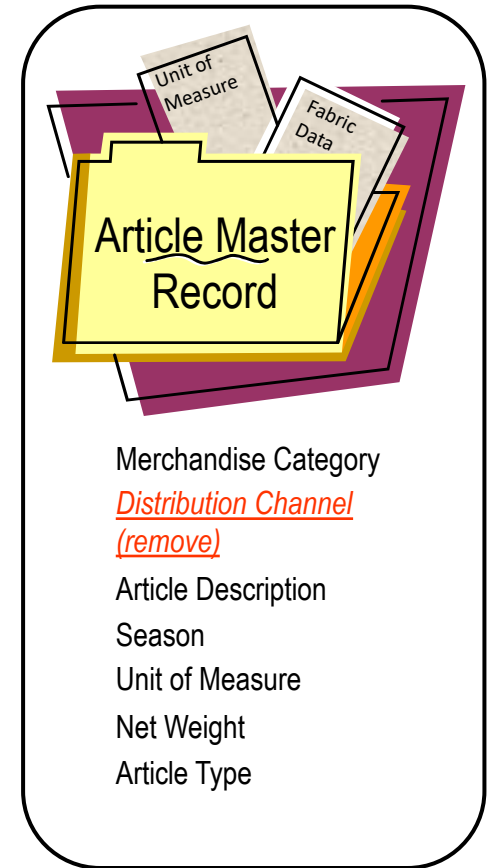 Unit of
Measure
Fabric
Data
Article Master
Record
Merchandise Category
Distribution Channel
(remove)
Article Description
Season
Unit of Measure
Net Weight
Article Type